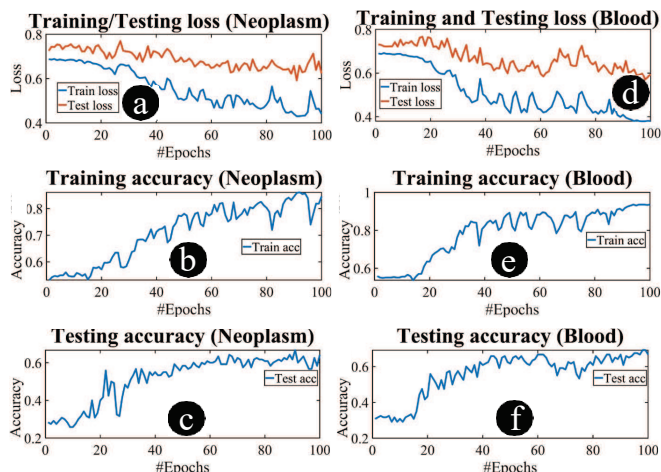 Training/Testing loss (Neoplasm)
0.8
Loss
0.6
0.4
Train loss
Test loss
a
0 20 40 60 80 100
#Epochs
Training and Testing loss (Blood)
0.8
Loss
0.6
0.4
Train loss
Test loss
d
0 20 40 60 80 100
#Epochs
Training accuracy (Neoplasm)
Accuracy
0.8
0.6
Train acc
b
0 20 40 60 80 100
#Epochs
Training accuracy (Blood)
1
Accuracy
0.8
0.6
Train acc
e
0 20 40 60 80 100
#Epochs
Testing accuracy (Neoplasm)
Accuracy
0.6
0.4
0.2
Test acc
c
0 20 40 60 80 100
#Epochs
Testing accuracy (Blood)
Accuracy
0.6
0.4
0.2
Test acc
f
0 20 40 60 80 100
#Epochs